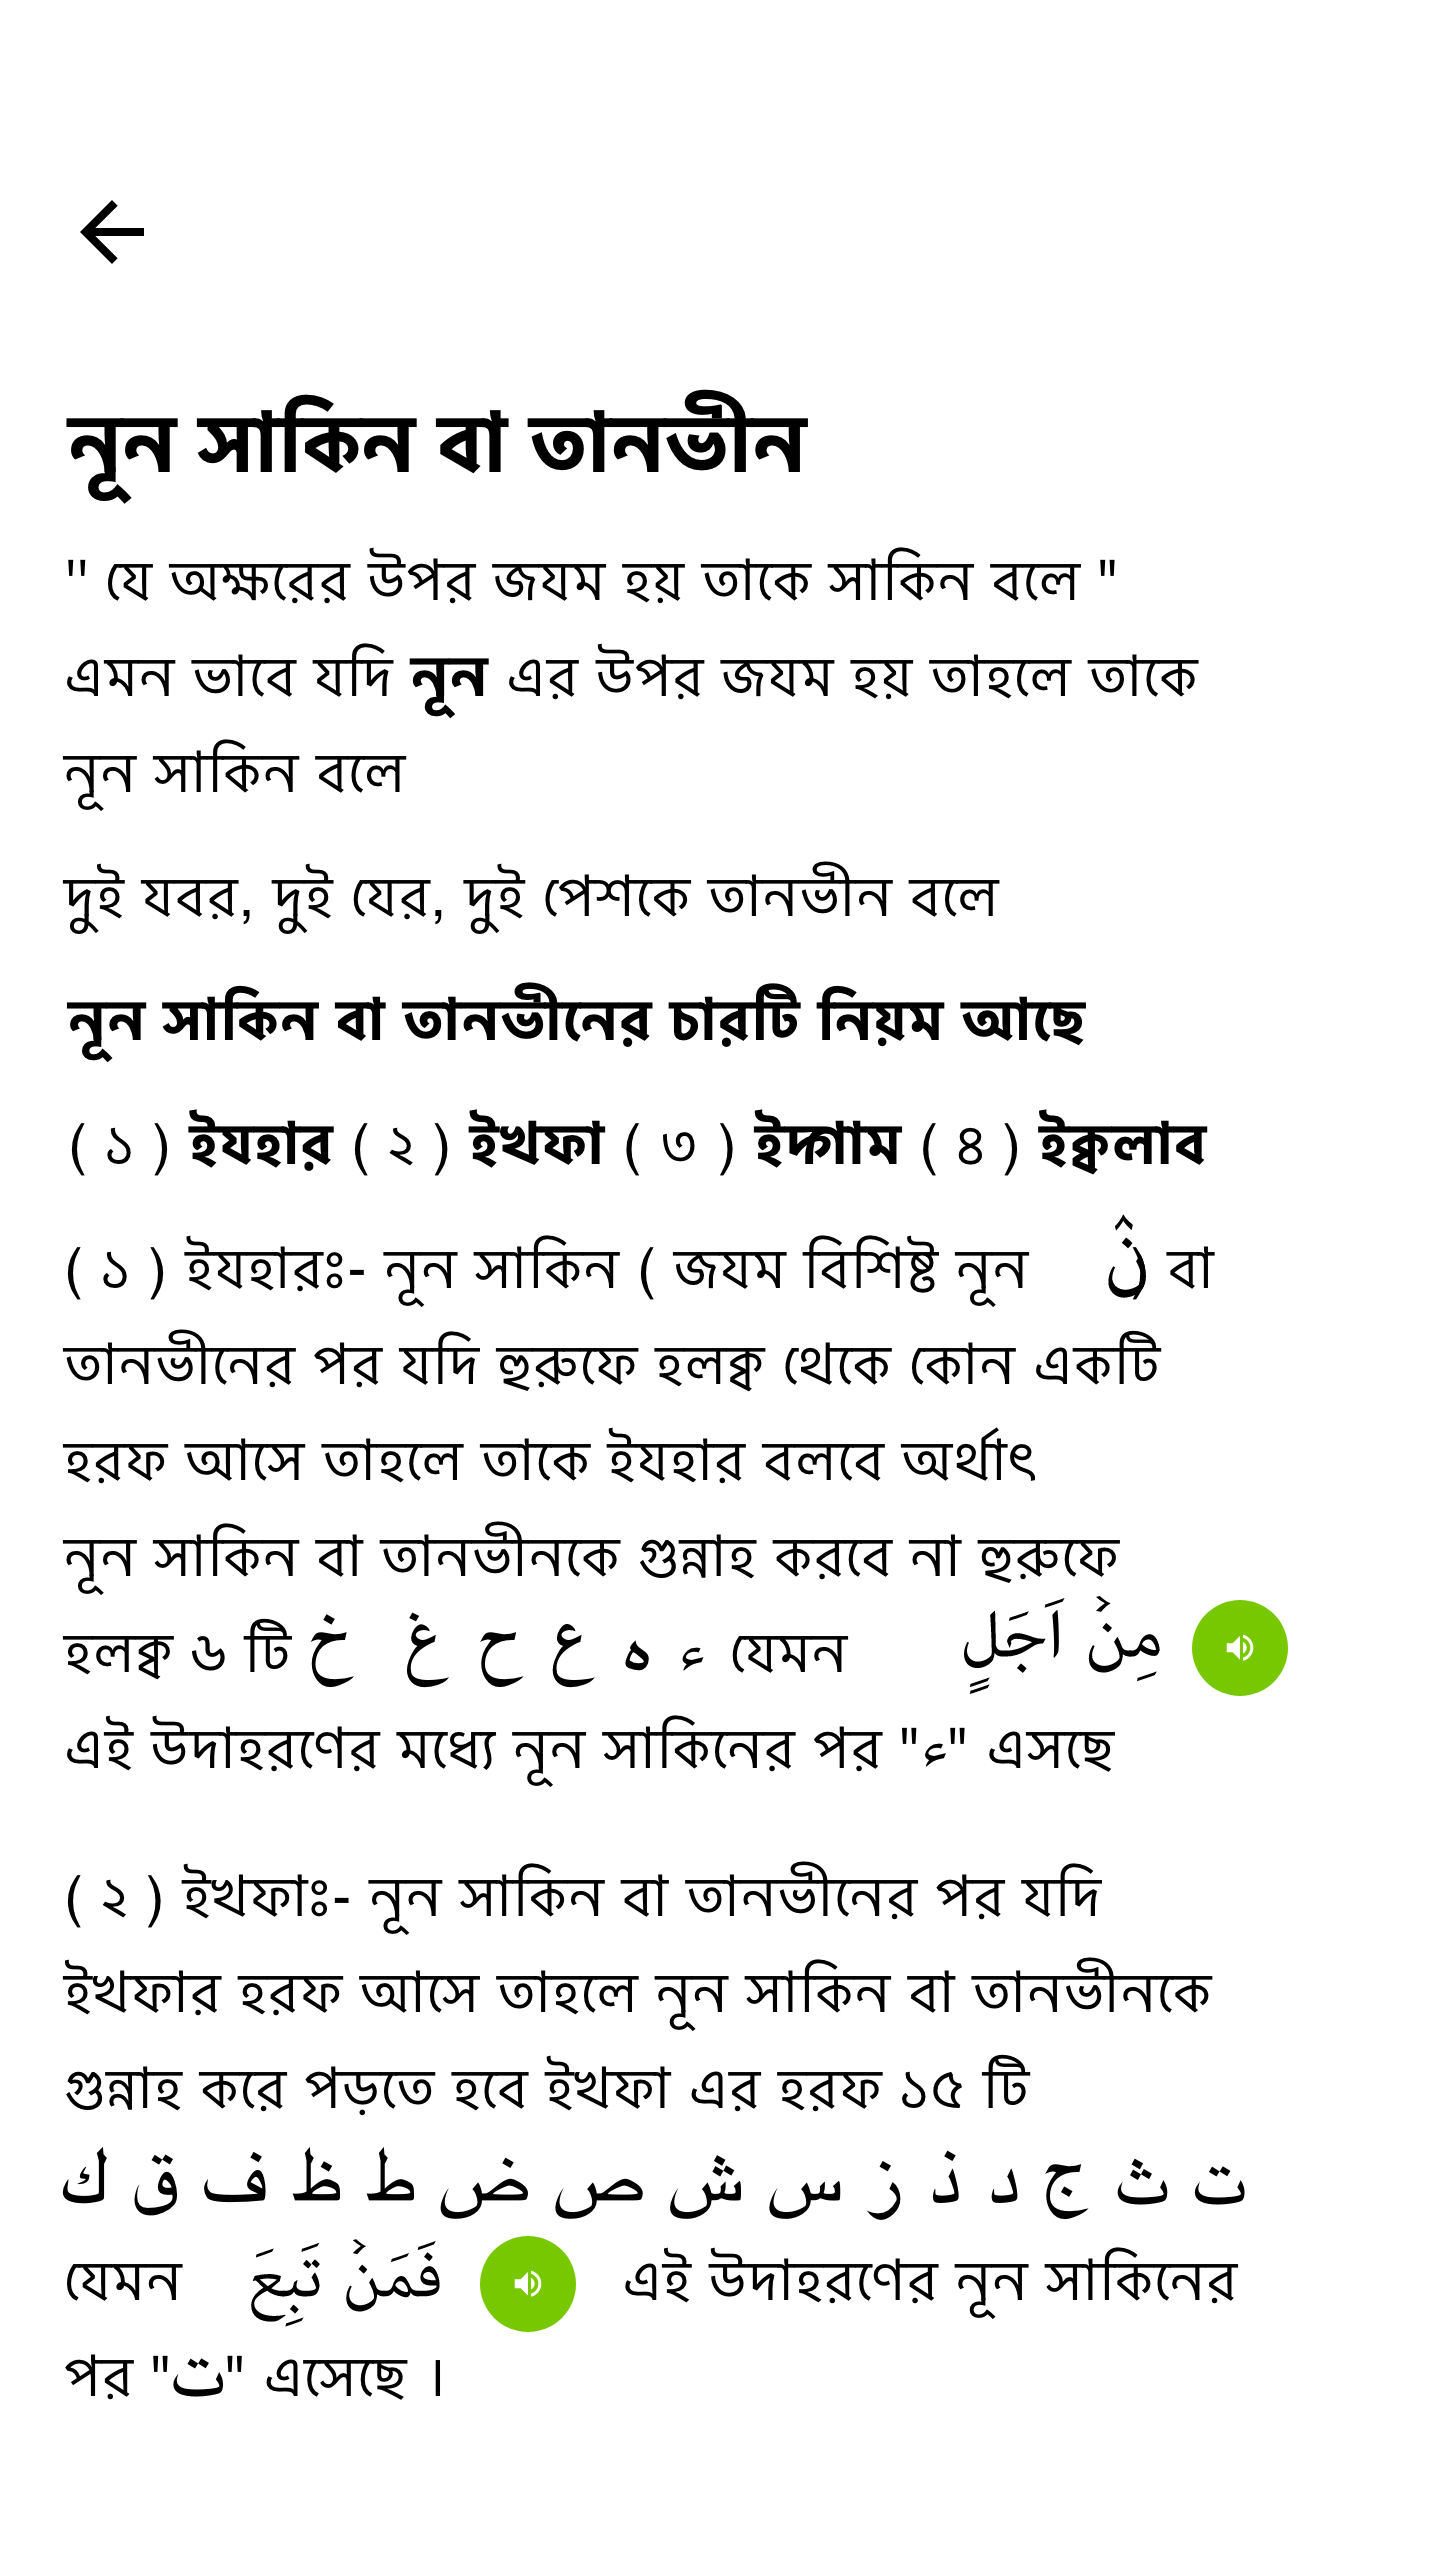 নূন সাকিন বা তানভীন
" যে অক্ষরের উপর জযম হয় তাকে সাকিন বলে "
এমন ভাবে যদি নূন এর উপর জযম হয় তাহলে তাকে
নূন সাকিন বলে
দুই যবর, দুই যের, দুই পেশকে তানভীন বলে
নূন সাকিন বা তানভীনের চারটি নিয়ম আছে
( ১ ) ইযহার ( ২ ) ইখফা ( ৩ ) ইদ্গাম ( ৪ ) ইক্বলাব
( ১ ) ইযহারঃ- নূন সাকিন ( জযম বিশিষ্ট নূন نۡ ) বা
তানভীনের পর যদি হুরুফে হলক্ব থেকে কোন একটি
হরফ আসে তাহলে তাকে ইযহার বলবে অর্থাৎ
নূন সাকিন বা তানভীনকে গুন্নাহ করবে না হুরুফে
হলক্ব ৬ টি ء ه ع ح غ خ যেমন مِنۡ اَجَلٍ
এই উদাহরণের মধ্যে নূন সাকিনের পর "ء" এসছে
( ২ ) ইখফাঃ- নূন সাকিন বা তানভীনের পর যদি
ইখফার হরফ আসে তাহলে নূন সাকিন বা তানভীনকে
গুন্নাহ করে পড়তে হবে ইখফা এর হরফ ১৫ টি
ت ث ج د ذ ز س ش ص ض ط ظ ف ق ك
যেমন فَمَنۡ تَبِعَ এই উদাহরণের নূন সাকিনের
পর "ت" এসেছে ।